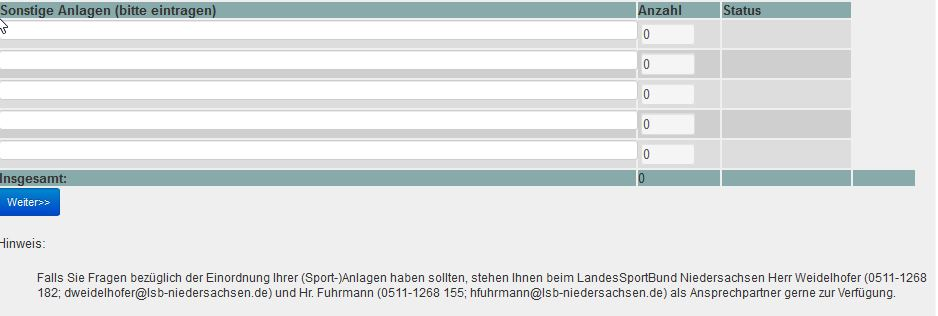 Sonstige Anlagen (bitte eintragen) Anzahl Status
0
0
0
0
0
Insgesamt: 0
Weiter>>
Hinweis:
Falls Sie Fragen bezüglich der Einordnung Ihrer (Sport-)Anlagen haben sollten, stehen Ihnen beim LandesSportBund Niedersachsen Herr Weidelhofer (0511-1268
182; dweidelhofer@lsb-niedersachsen.de) und Hr. Fuhrmann (0511-1268 155; hfuhrmann@lsb-niedersachsen.de) als Ansprechpartner gerne zur Verfügung.